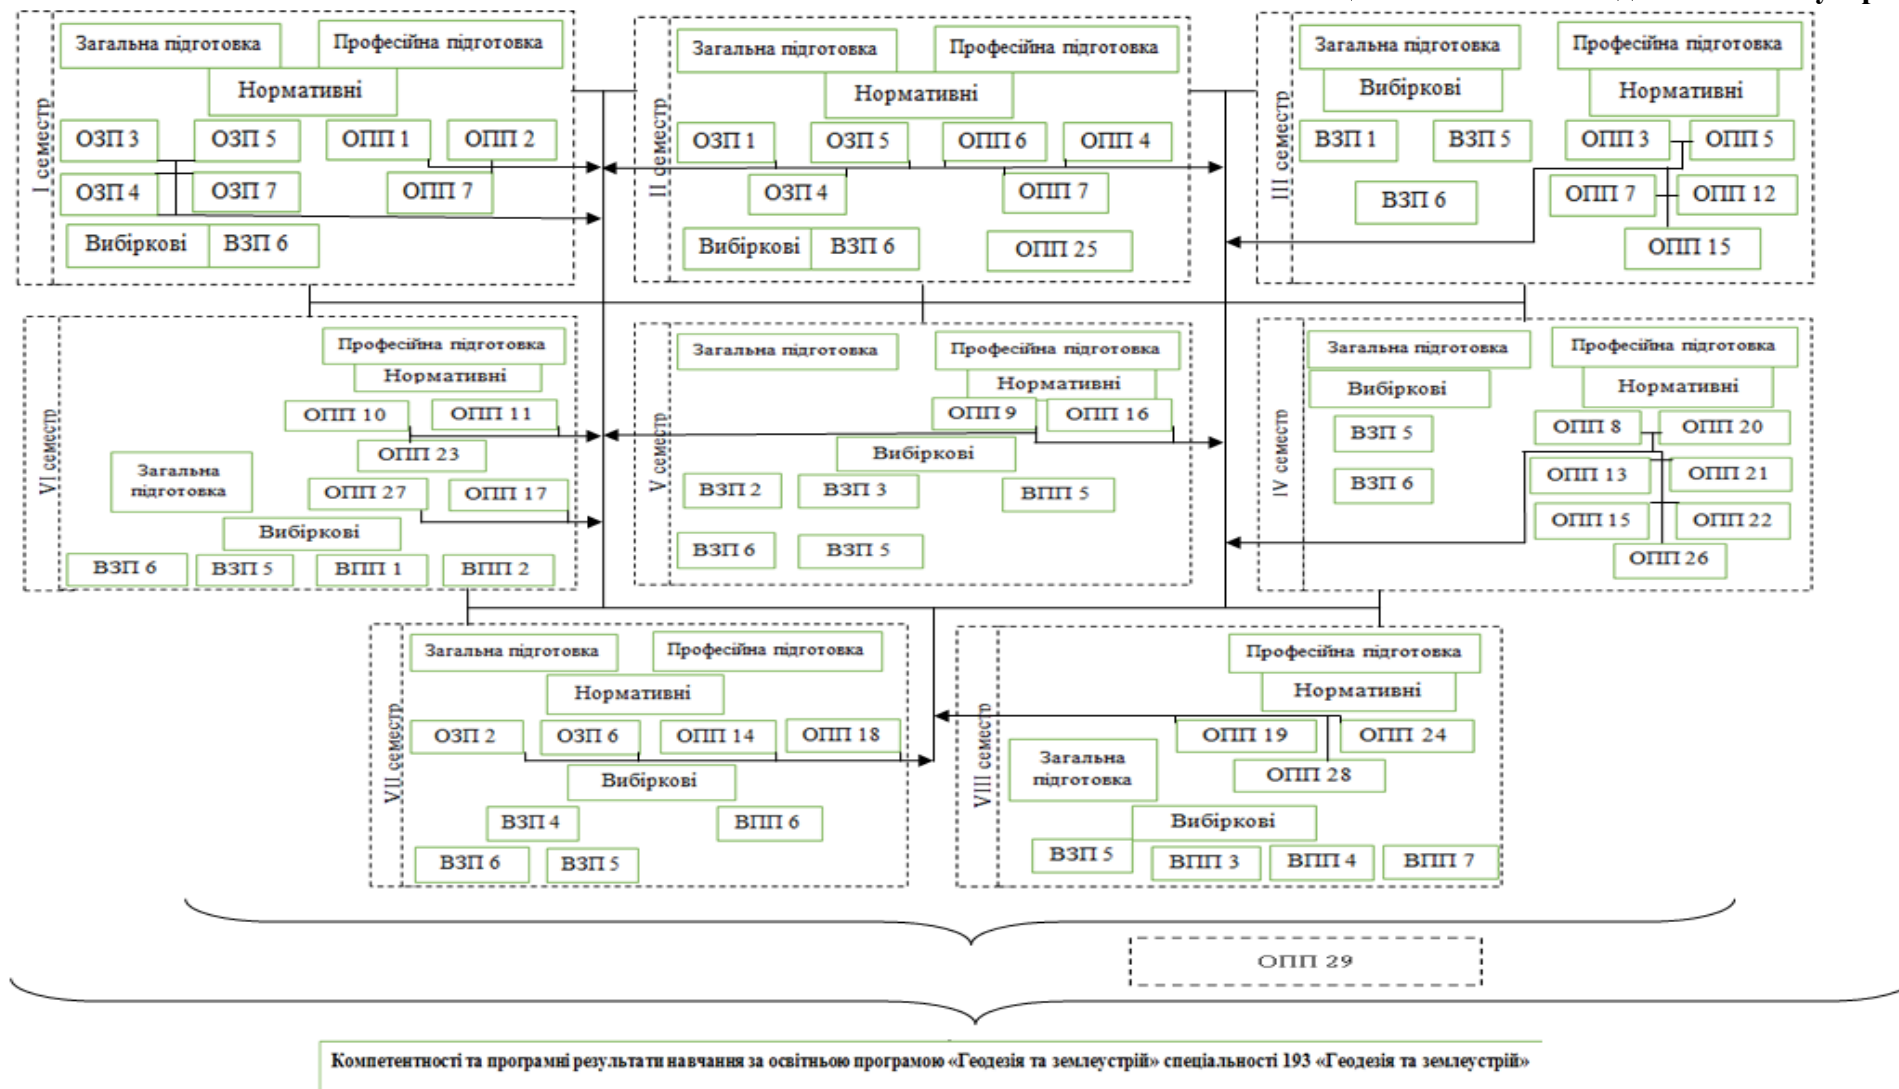 І семестр
Загальна підготовка
Професійна підготовка
Нормативні
ОЗП 3
ОЗП 5
ОПП 1
ОПП 2
ОЗП 4
ОЗП 7
ОПП 7
Вибіркові
ВЗП 6
ІІ семестр
Загальна підготовка
Професійна підготовка
Нормативні
ОЗП 1
ОЗП 5
ОПП 6
ОПП 4
ОЗП 4
ОПП 7
Вибіркові
ВЗП 6
ОПП 25
ІІІ семестр
Загальна підготовка
Професійна підготовка
Вибіркові
Нормативні
ВЗП 1
ВЗП 5
ОПП 3
ОПП 5
ВЗП 6
ОПП 7
ОПП 12
ОПП 15
VI семестр
Професійна підготовка
Нормативні
ОПП 10
ОПП 11
ОПП 23
Загальна
підготовка
ОПП 27
ОПП 17
Вибіркові
ВЗП 6
ВЗП 5
ВПП 1
ВПП 2
V семестр
Загальна підготовка
Професійна підготовка
Нормативні
ОПП 9
ОПП 16
Вибіркові
ВЗП 2
ВЗП 3
ВПП 5
ВЗП 6
ВЗП 5
IV семестр
Загальна підготовка
Професійна підготовка
Вибіркові
Нормативні
ВЗП 5
ОПП 8
ОПП 20
ВЗП 6
ОПП 13
ОПП 21
ОПП 15
ОПП 22
ОПП 26
VII семестр
Загальна підготовка
Професійна підготовка
Нормативні
ОЗП 2
ОЗП 6
ОПП 14
ОПП 18
Вибіркові
ВЗП 4
ВПП 6
ВЗП 6
ВЗП 5
VIII семестр
Професійна підготовка
Нормативні
ОПП 19
ОПП 24
Загальна
підготовка
ОПП 28
Вибіркові
ВЗП 5
ВПП 3
ВПП 4
ВПП 7
ОПП 29
Компетентності та програмні результати навчання за освітньою програмою «Геодезія та землеустрій» спеціальності 193 «Геодезія та землеустрій»